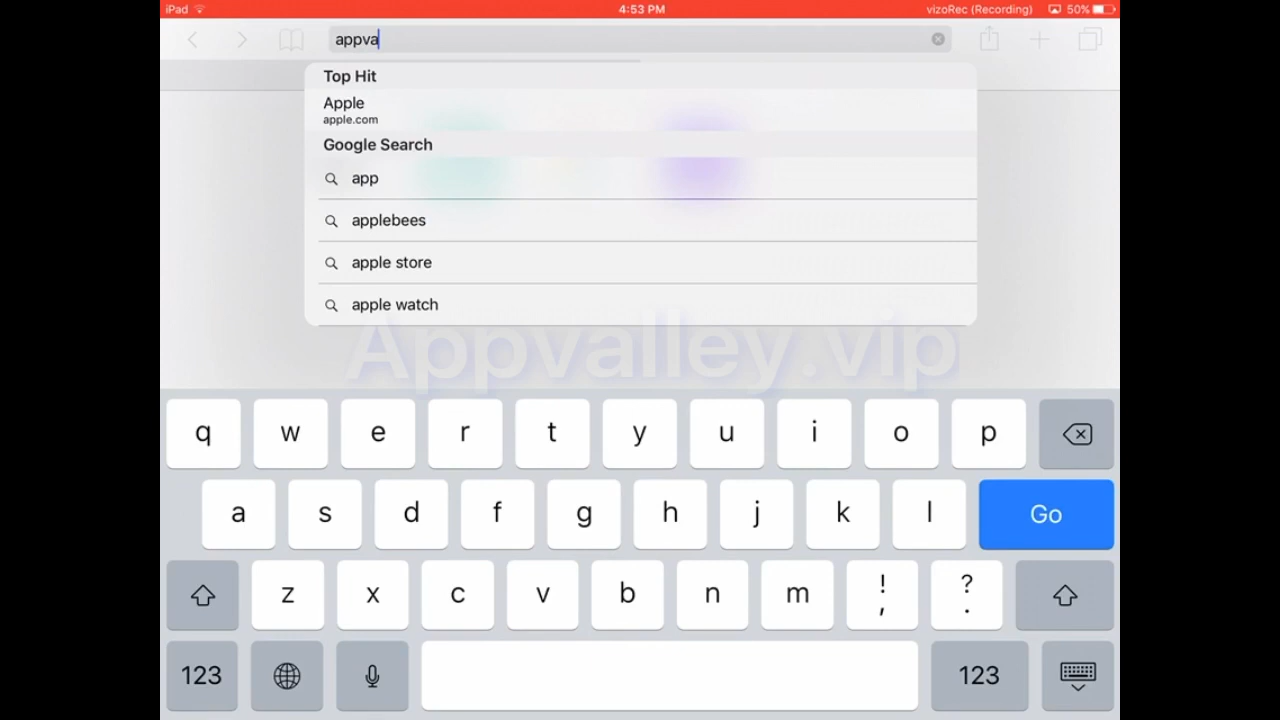 iPad 4:53 PM vizoRec (Recording) 50%
appva
Top Hit
Apple
apple.com
Google Search
app
applebees
apple store
apple watch
Appvalley.vip
q w e r t y u i o p
a s d f g h j k l Go
z x c v b n m ! , ? .
123 123